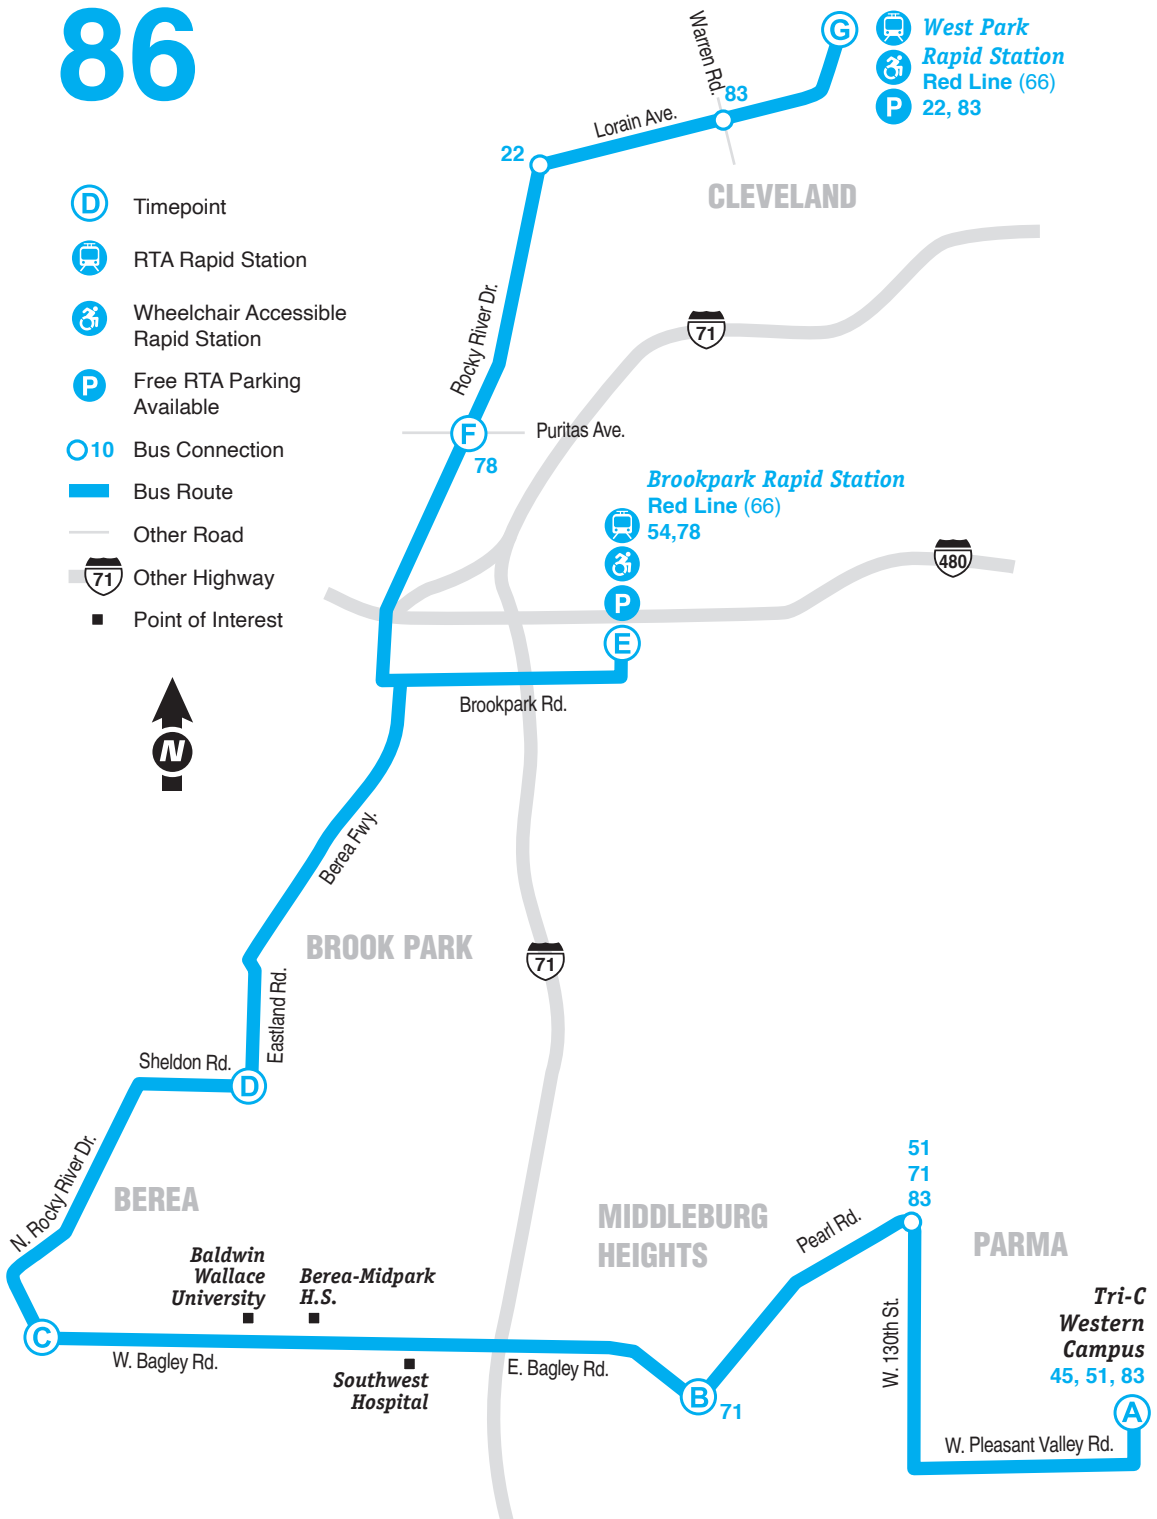 86
D Timepoint
RTA Rapid Station
Wheelchair Accessible
Rapid Station
P Free RTA Parking
Available
10 Bus Connection
Bus Route
Other Road
71 Other Highway
Point of Interest
N
G
West Park
Rapid Station
Red Line (66)
P 22, 83
Warren Rd.
83
Lorain Ave.
22
CLEVELAND
Rocky River Dr.
71
F
Puritas Ave.
78
Brookpark Rapid Station
Red Line (66)
54,78
P
E
480
Brookpark Rd.
Berea Fwy.
BROOK PARK
71
Eastland Rd.
Sheldon Rd.
D
N. Rocky River Dr.
BEREA
Baldwin
Wallace
University
Berea-Midpark
H.S.
C
W. Bagley Rd.
Southwest
Hospital
E. Bagley Rd.
MIDDLEBURG
HEIGHTS
B
71
Pearl Rd.
51
71
83
PARMA
W. 130th St.
Tri-C
Western
Campus
45, 51, 83
A
W. Pleasant Valley Rd.